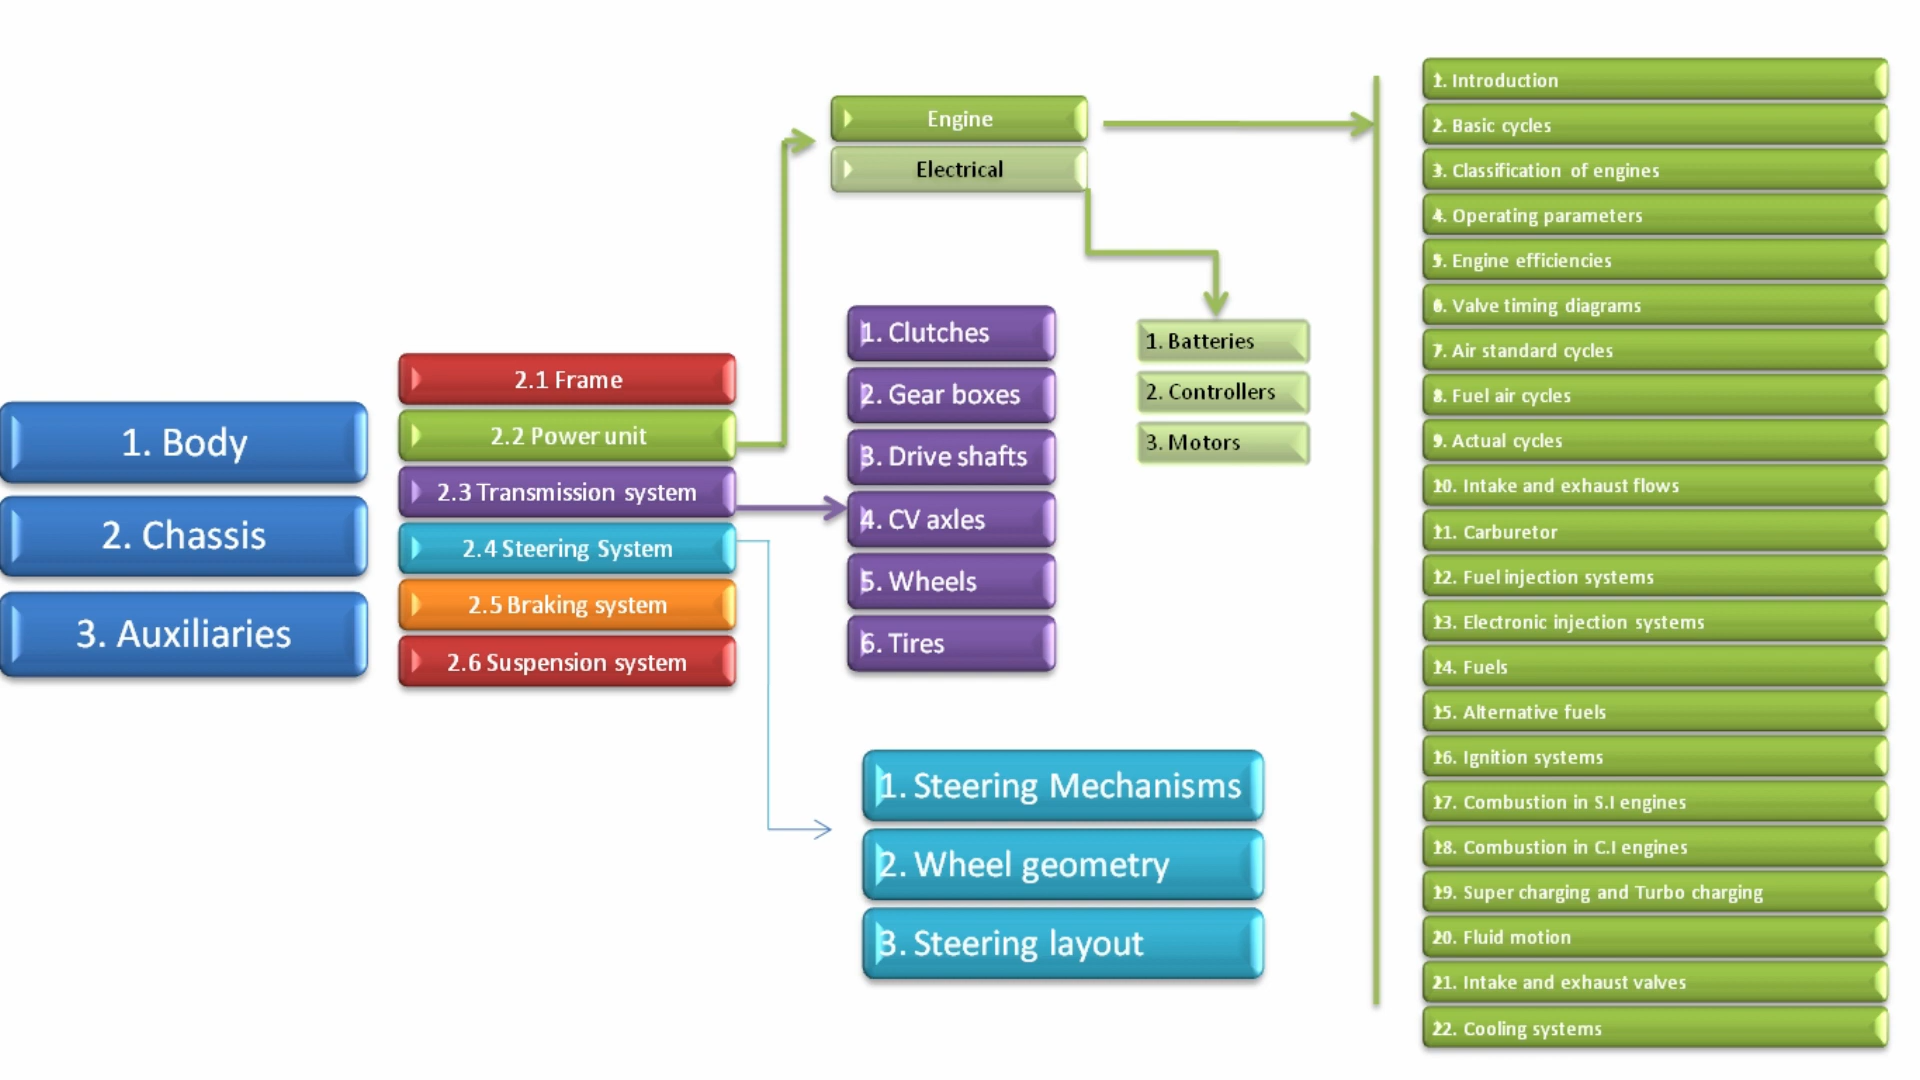 1. Body
2. Chassis
3. Auxiliaries
2.1 Frame
2.2 Power unit
2.3 Transmission system
2.4 Steering System
2.5 Braking system
2.6 Suspension system
Engine
Electrical
1. Clutches
2. Gear boxes
3. Drive shafts
4. CV axles
5. Wheels
6. Tires
1. Batteries
2. Controllers
3. Motors
1. Steering Mechanisms
2. Wheel geometry
3. Steering layout
1. Introduction
2. Basic cycles
3. Classification of engines
4. Operating parameters
5. Engine efficiencies
6. Valve timing diagrams
7. Air standard cycles
8. Fuel air cycles
9. Actual cycles
10. Intake and exhaust flows
11. Carburetor
12. Fuel injection systems
13. Electronic injection systems
14. Fuels
15. Alternative fuels
16. Ignition systems
17. Combustion in S.I engines
18. Combustion in C.I engines
19. Super charging and Turbo charging
20. Fluid motion
21. Intake and exhaust valves
22. Cooling systems